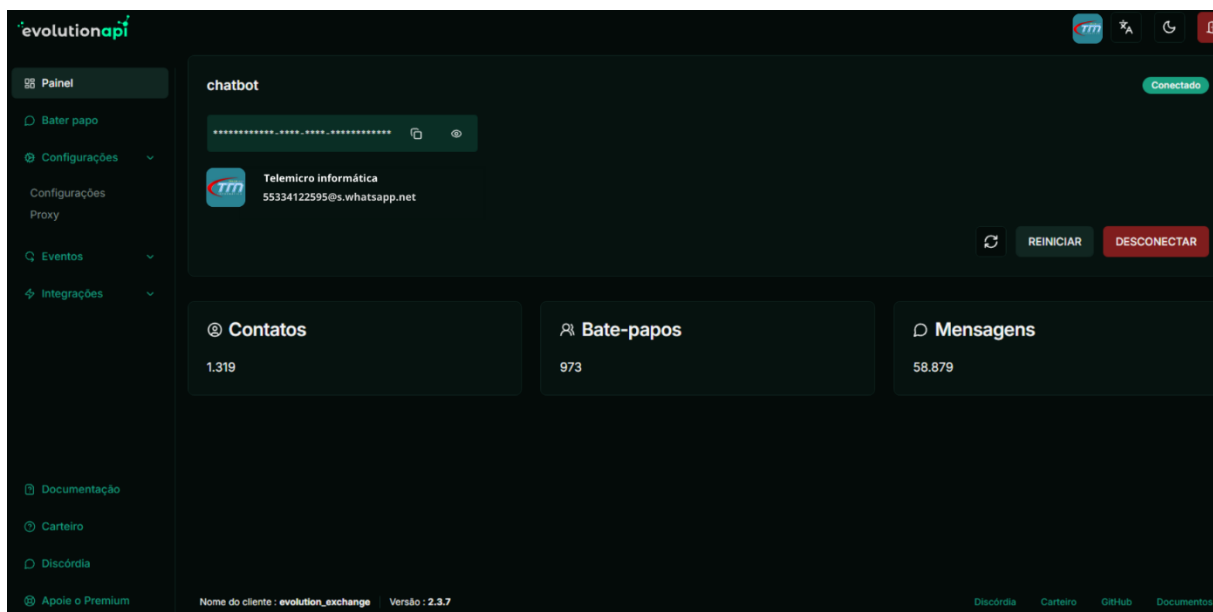 evolutionapi
Painel
Bater papo
Configurações
Configurações
Proxy
Eventos
Integrações
Documentação
Carteiro
Discórdia
Apoie o Premium
TM
chatbot
Conectado
************-****-****-************
TM
Telemicro informática
55334122595@s.whatsapp.net
REINICIAR
DESCONECTAR
Contatos
1.319
Bate-papos
973
Mensagens
58.879
Nome do cliente : evolution_exchange
Versão : 2.3.7
Discórdia
Carteiro
GitHub
Documentos